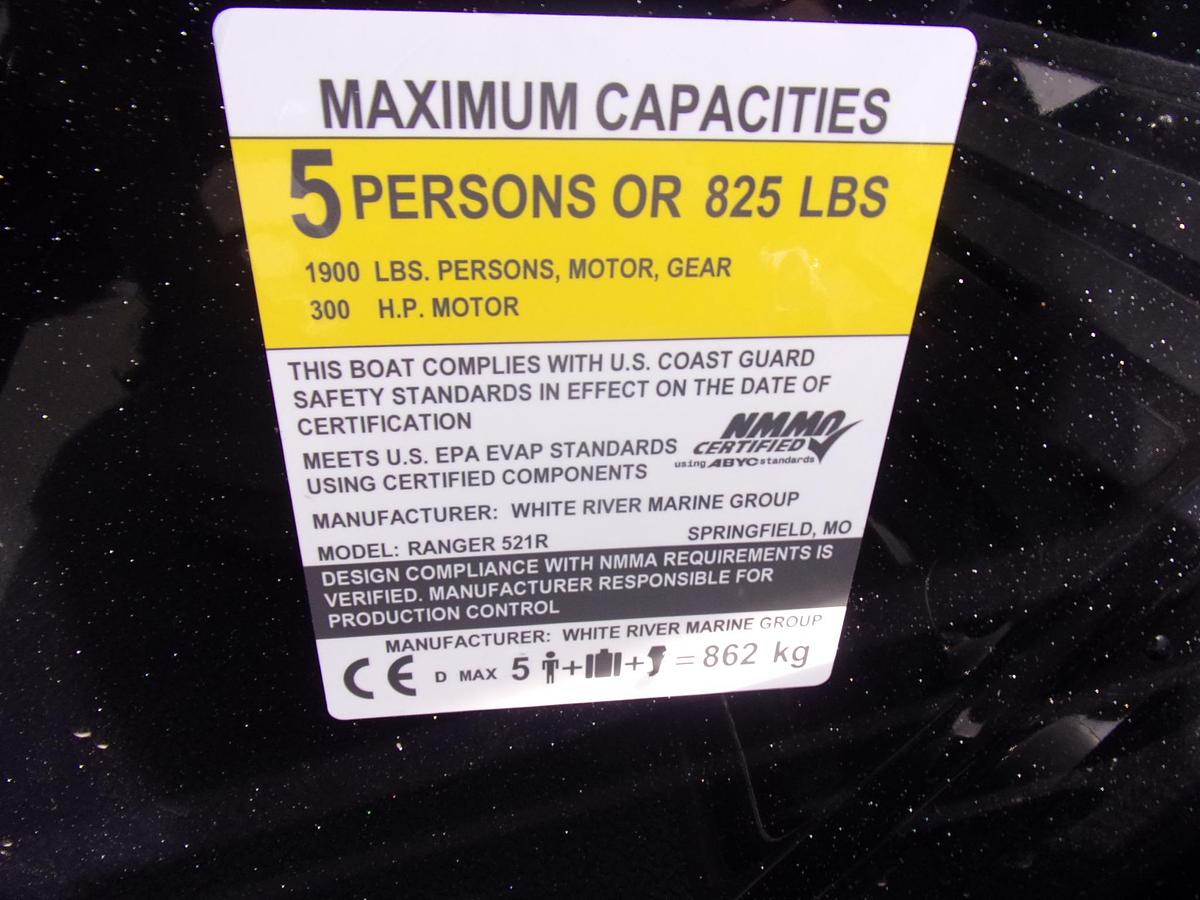 MAXIMUM CAPACITIES
5 PERSONS OR 825 LBS
1900 LBS. PERSONS, MOTOR, GEAR
300 H.P. MOTOR
THIS BOAT COMPLIES WITH U.S. COAST GUARD
SAFETY STANDARDS IN EFFECT ON THE DATE OF
CERTIFICATION
NMMA
CERTIFIED
using ABYC standards
MEETS U.S. EPA EVAP STANDARDS
USING CERTIFIED COMPONENTS
MANUFACTURER: WHITE RIVER MARINE GROUP
SPRINGFIELD, MO
MODEL: RANGER 521R
DESIGN COMPLIANCE WITH NMMA REQUIREMENTS IS
VERIFIED. MANUFACTURER RESPONSIBLE FOR
PRODUCTION CONTROL
MANUFACTURER: WHITE RIVER MARINE GROUP
CE D MAX 5 + + = 862 kg